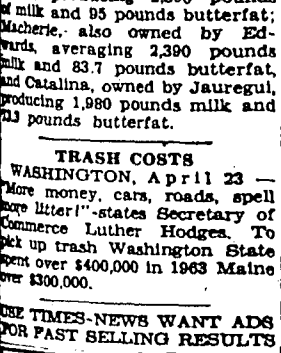 of milk and 95 pounds butterfat;
Macherie, also owned by Ed-
wards, averaging 2,390 pounds
milk and 83.7 pounds butterfat,
and Catalina, owned by Jauregui,
producing 1,980 pounds milk and
pounds butterfat.
TRASH COSTS
WASHINGTON, April 23 —
"More money, cars, roads, spell
more litter!" states Secretary of
Commerce Luther Hodges. To
pick up trash Washington State
spent over $400,000 in 1963 Maine
over $300,000.
USE TIMES-NEWS WANT ADS
FOR FAST SELLING RESULTS